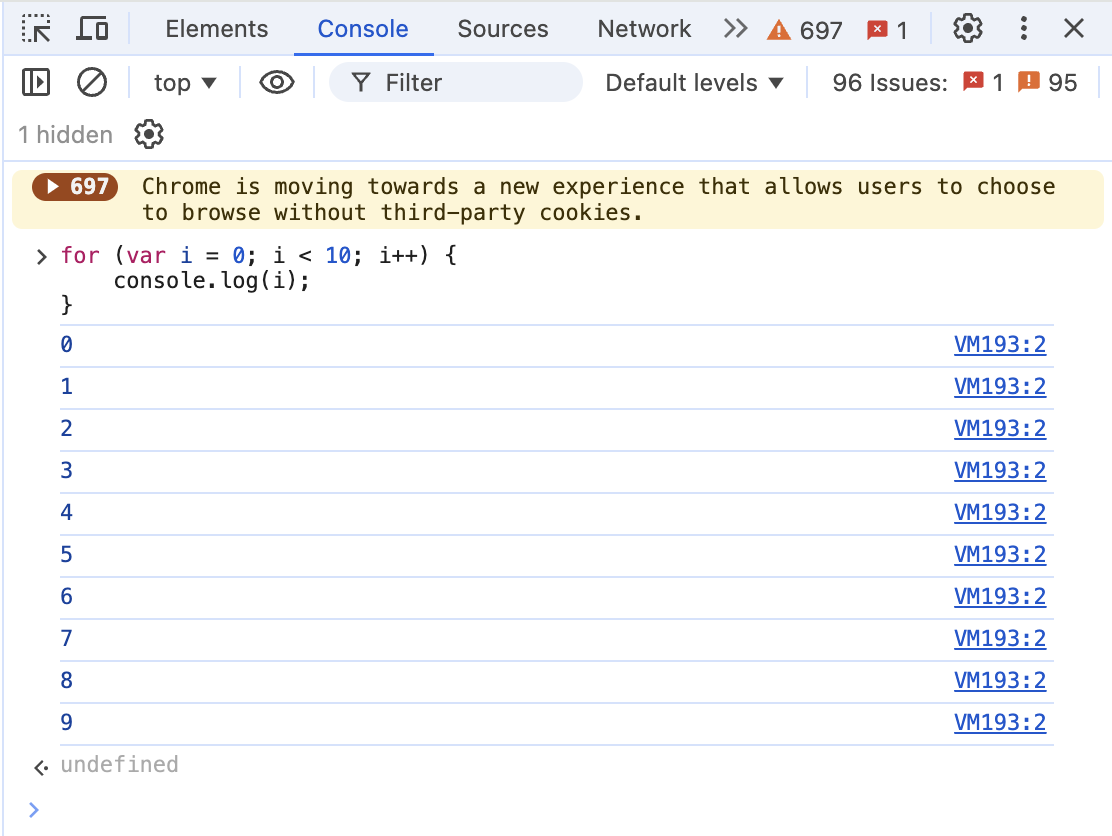 Elements Console Sources Network 697 1
top Filter Default levels 96 Issues: 1 95
1 hidden
697 Chrome is moving towards a new experience that allows users to choose
to browse without third-party cookies.
for (var i = 0; i < 10; i++) {
    console.log(i);
}
0 VM193:2
1 VM193:2
2 VM193:2
3 VM193:2
4 VM193:2
5 VM193:2
6 VM193:2
7 VM193:2
8 VM193:2
9 VM193:2
undefined